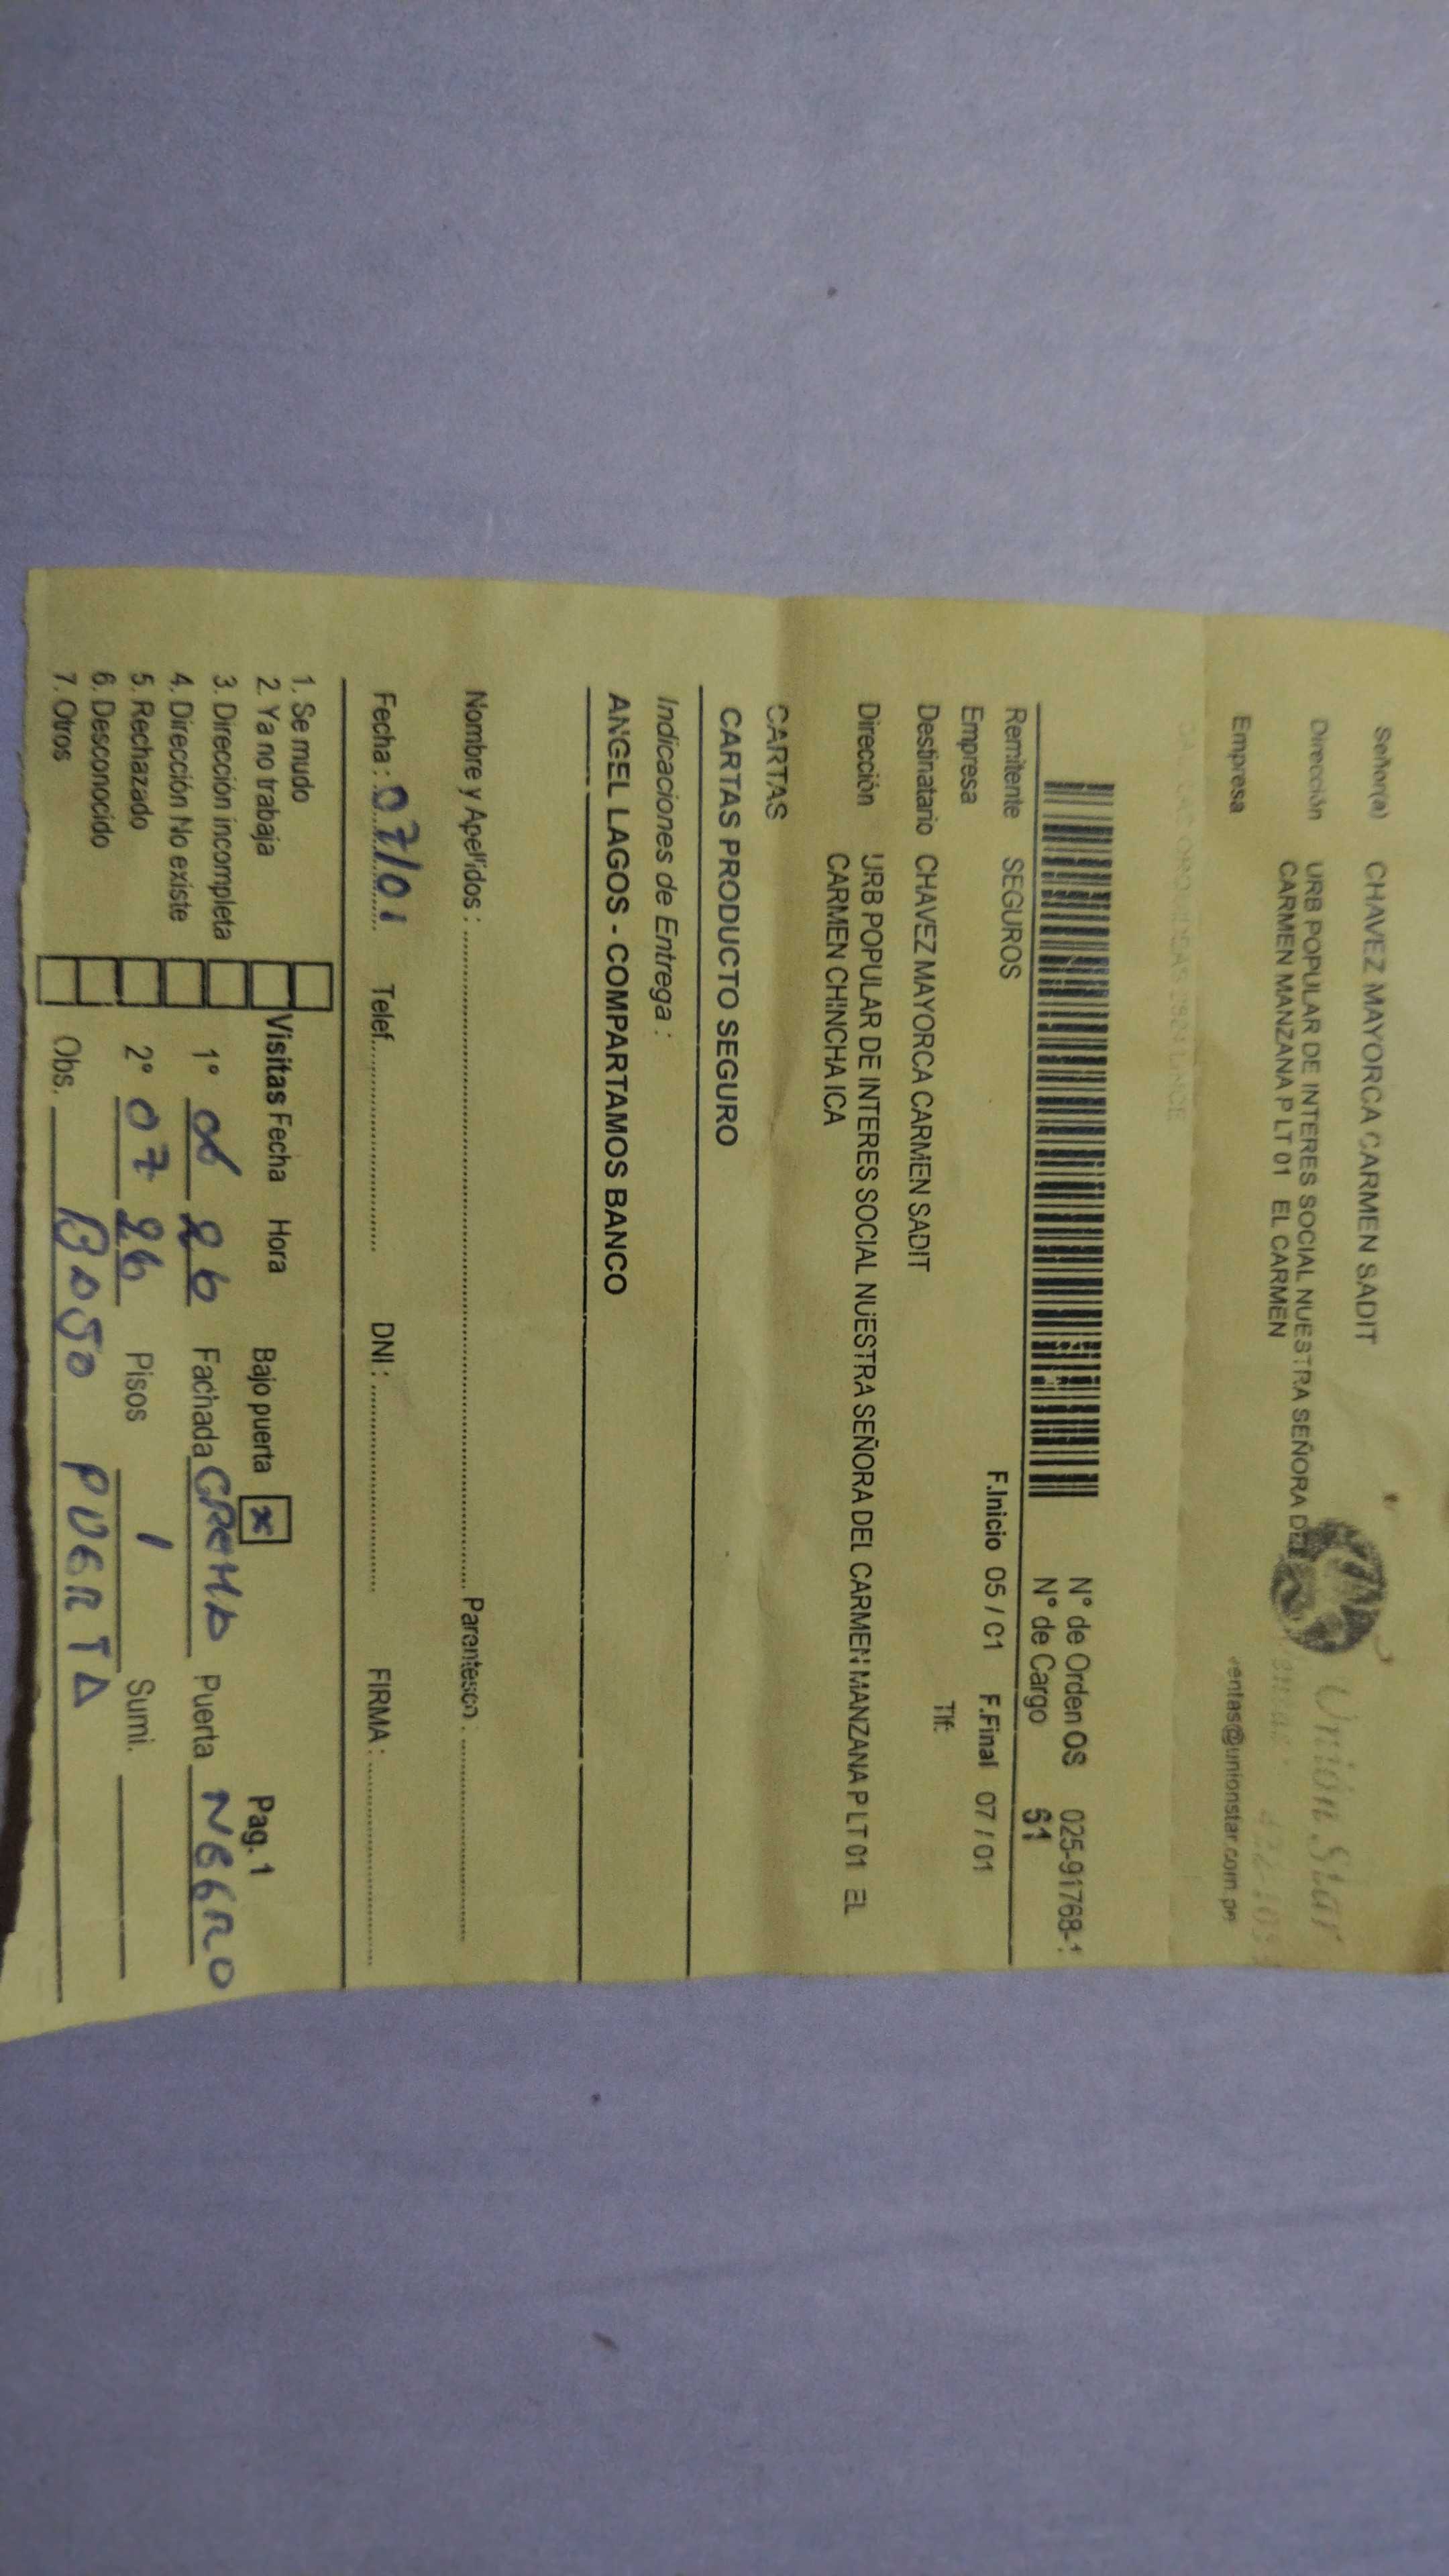 Señor(a) CHAVEZ MAYORCA CARMEN SADIT
Unión Star
Dirección URB POPULAR DE INTERES SOCIAL NUESTRA SEÑORA DEL
CARMEN MANZANA P LT 01 EL CARMEN
Empresa
ventas@unionstar.com.pe
N° de Orden OS 025-91768-1
N° de Cargo 61
Remitente SEGUROS F.Inicio 05 / 01 F.Final 07 / 01
Empresa
Destinatario CHAVEZ MAYORCA CARMEN SADIT Tlf:
Dirección URB POPULAR DE INTERES SOCIAL NUESTRA SEÑORA DEL CARMEN MANZANA P LT 01 EL
CARMEN CHINCHA ICA
CARTAS
CARTAS PRODUCTO SEGURO
Indicaciones de Entrega :
ANGEL LAGOS - COMPARTAMOS BANCO
Nombre y Apellidos : Parentesco :
Fecha : 07/01 Telef. DNI : FIRMA :
1. Se mudo
2. Ya no trabaja
3. Dirección incompleta
4. Dirección No existe
5. Rechazado
6. Desconocido
7. Otros
Visitas Fecha Hora Bajo puerta x Pag. 1
1° 26 Fachada CREMA Puerta NEGRO
2° 07 26 Pisos 1 Sumi.
Obs. BAJO PUERTA